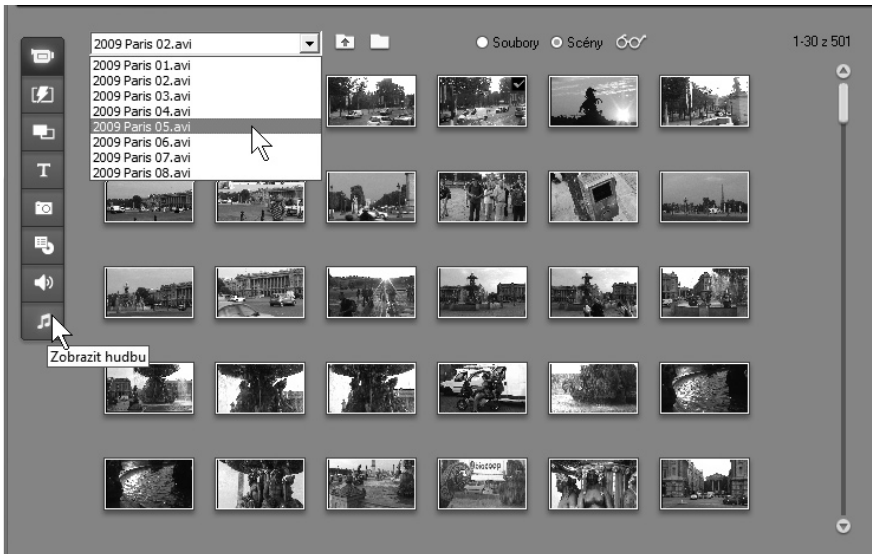 2009 Paris 02.avi
Soubory Scény 1-30 z 501
2009 Paris 01.avi
2009 Paris 02.avi
2009 Paris 03.avi
2009 Paris 04.avi
2009 Paris 05.avi
2009 Paris 06.avi
2009 Paris 07.avi
2009 Paris 08.avi
T
Zobrazit hudbu
biocoop